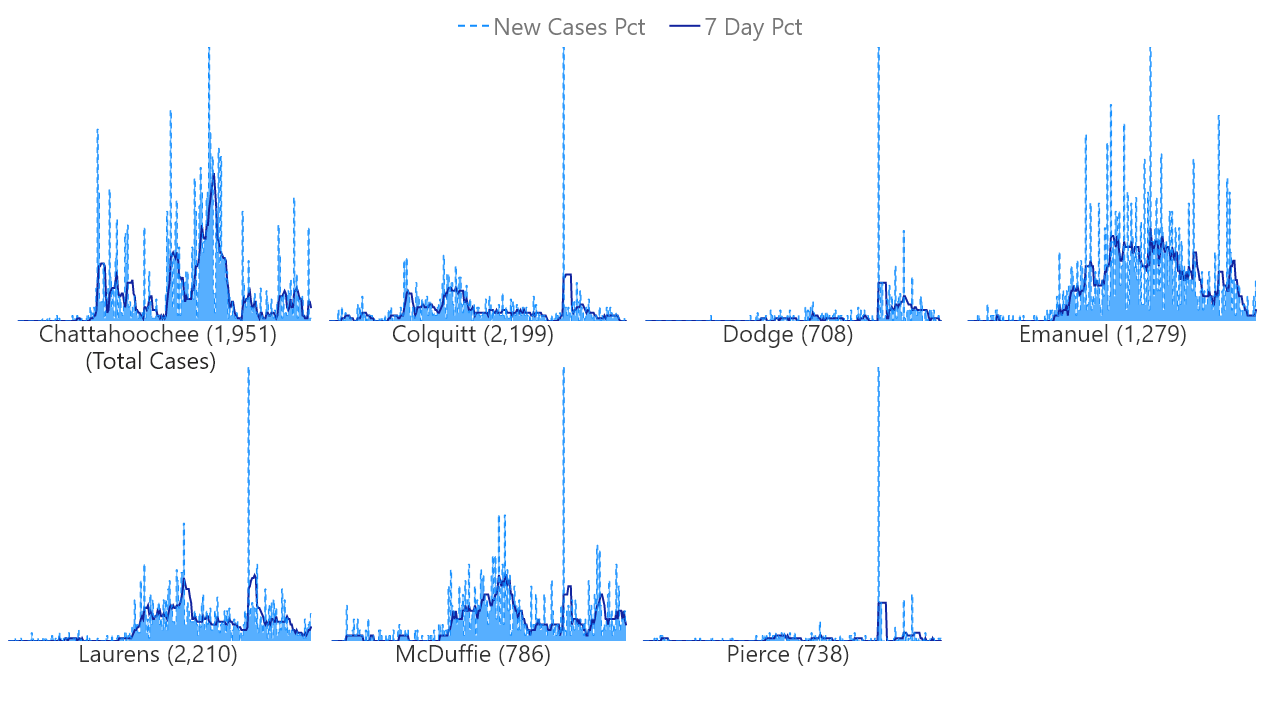 New Cases Pct 7 Day Pct
Chattahoochee (1,951) Colquitt (2,199) Dodge (708) Emanuel (1,279)
(Total Cases)
Laurens (2,210) McDuffie (786) Pierce (738)